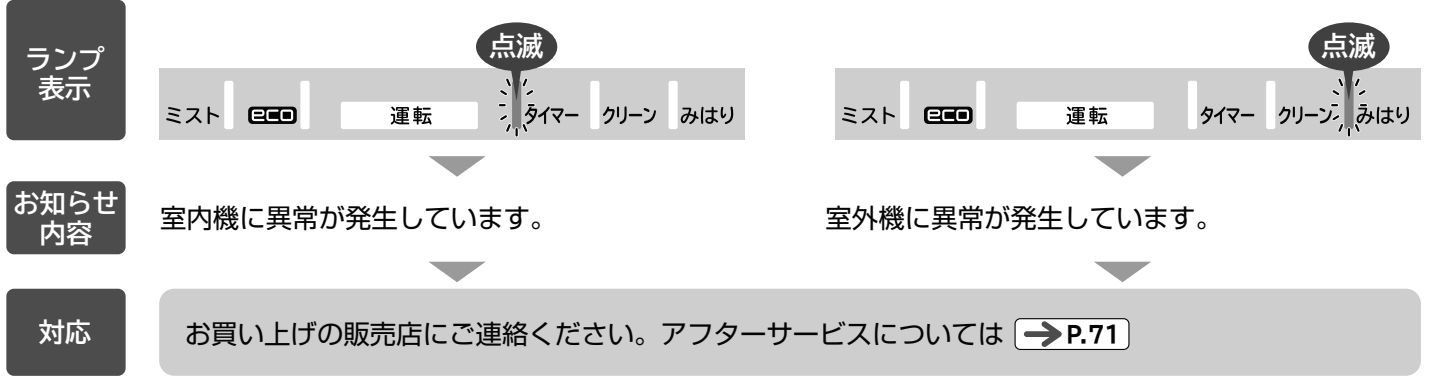 ランプ
表示
点滅
ミスト eco 運転 タイマー クリーン みはり
点滅
ミスト eco 運転 タイマー クリーン みはり
お知らせ
内容
室内機に異常が発生しています。
室外機に異常が発生しています。
対応
お買い上げの販売店にご連絡ください。アフターサービスについては P.71